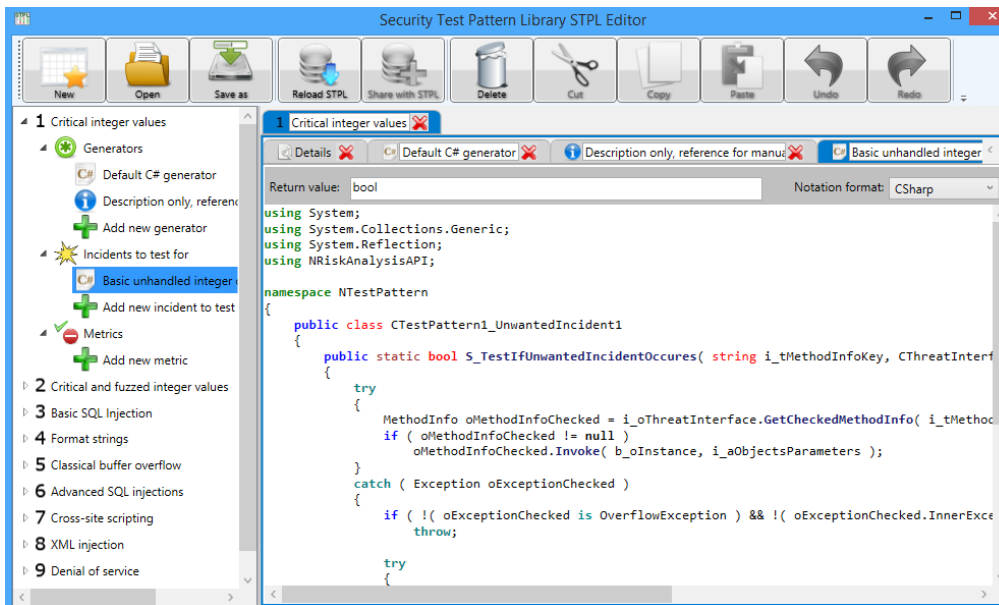 Security Test Pattern Library STPL Editor
New Open Save as Reload STPL Share with STPL Delete Cut Copy Paste Undo Redo
1 Critical integer values
Generators
C# Default C# generator
Description only, referenc
Add new generator
Incidents to test for
C# Basic unhandled integer
Add new incident to test
Metrics
Add new metric
2 Critical and fuzzed integer values
3 Basic SQL Injection
4 Format strings
5 Classical buffer overflow
6 Advanced SQL injections
7 Cross-site scripting
8 XML injection
9 Denial of service
1 Critical integer values
Details C# Default C# generator Description only, reference for manua C# Basic unhandled integer
Return value: bool Notation format: CSharp
using System;
using System.Collections.Generic;
using System.Reflection;
using NRiskAnalysisAPI;
namespace NTestPattern
{
public class CTestPattern1_UnwantedIncident1
{
public static bool S_TestIfUnwantedIncidentOccures( string i_tMethodInfoKey, CThreatInterf
{
try
{
MethodInfo oMethodInfoChecked = i_oThreatInterface.GetCheckedMethodInfo( i_tMethod
if ( oMethodInfoChecked != null )
oMethodInfoChecked.Invoke( b_oInstance, i_aObjectsParameters );
}
catch ( Exception oExceptionChecked )
{
if ( !( oExceptionChecked is OverflowException ) && !( oExceptionChecked.InnerExce
throw;
try
{